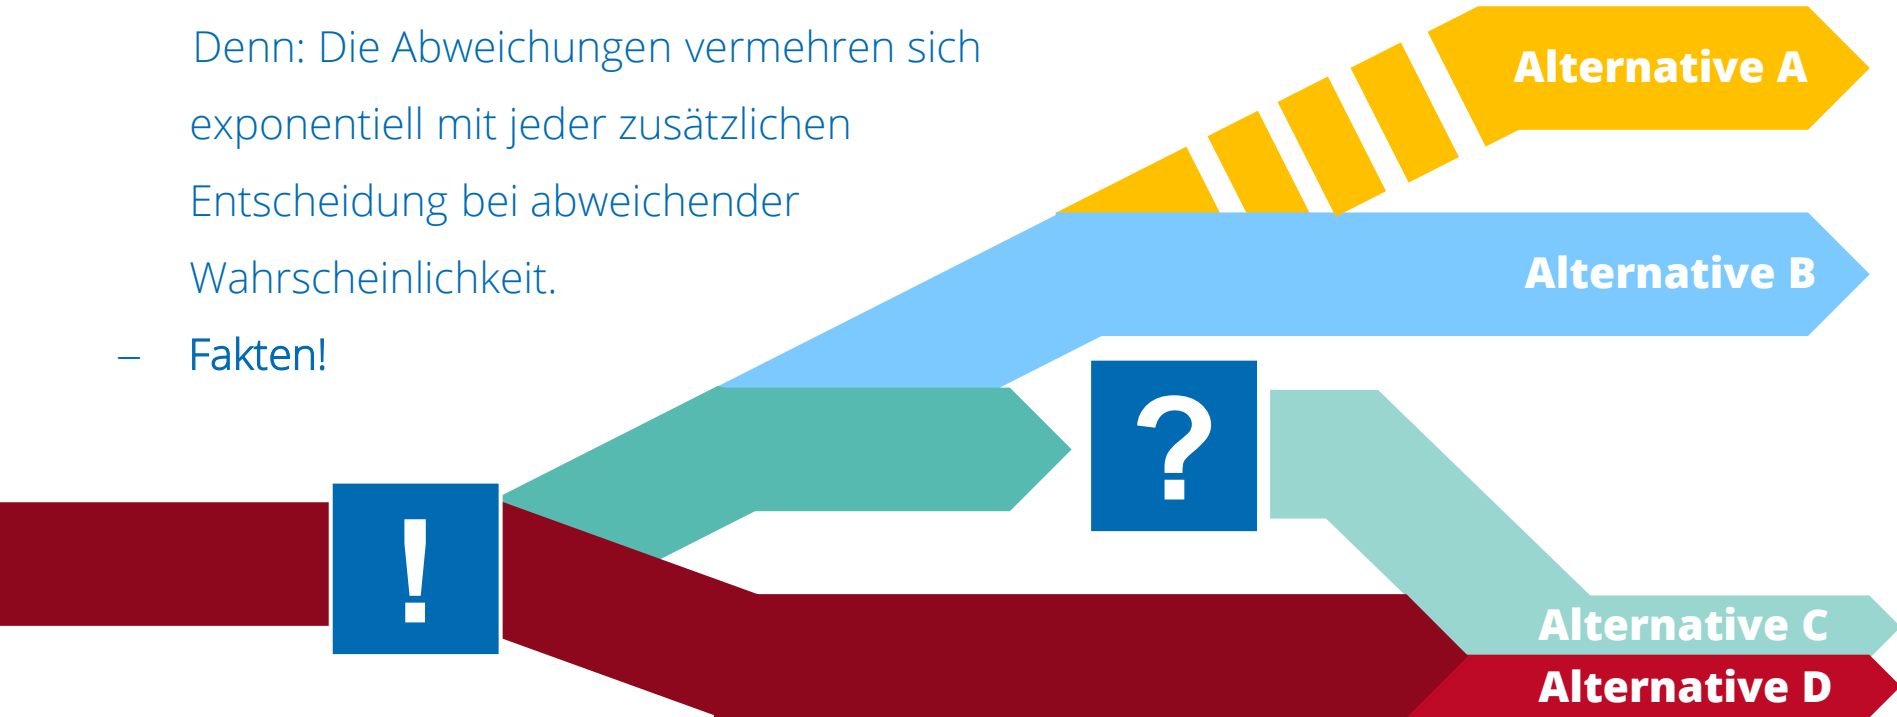 Denn: Die Abweichungen vermehren sich
exponentiell mit jeder zusätzlichen
Entscheidung bei abweichender
Wahrscheinlichkeit.
– Fakten!
Alternative A
Alternative B
?
!
Alternative C
Alternative D